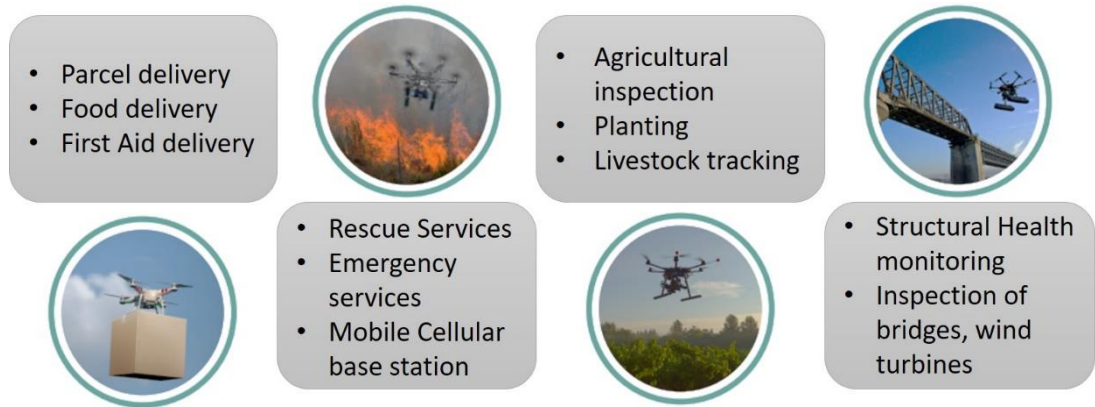 • Parcel delivery
• Food delivery
• First Aid delivery
• Rescue Services
• Emergency
services
• Mobile Cellular
base station
• Agricultural
inspection
• Planting
• Livestock tracking
• Structural Health
monitoring
• Inspection of
bridges, wind
turbines